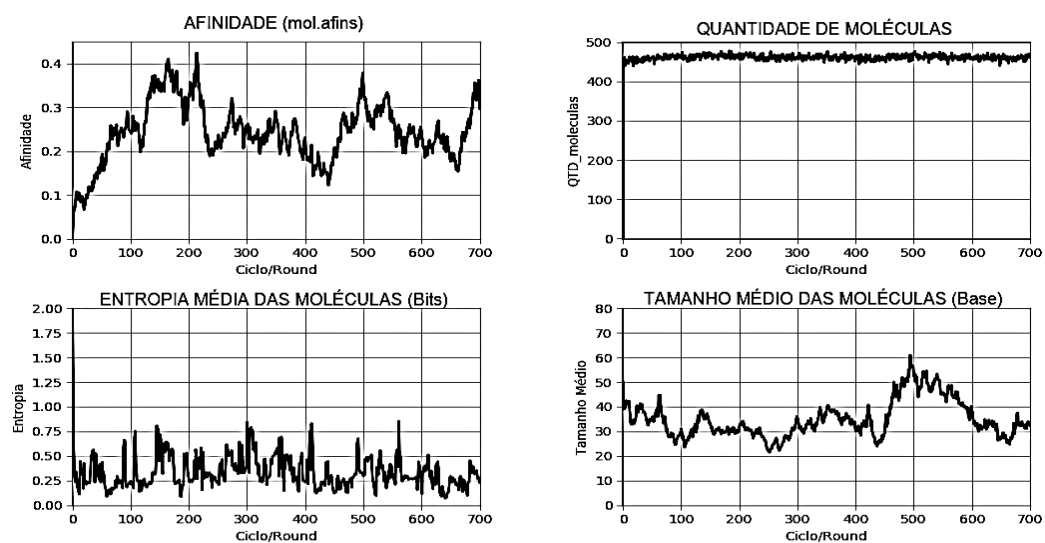 AFINIDADE (mol.afins)
0.4
0.3
0.2
0.1
0.0
Afinidade
0 100 200 300 400 500 600 700
Ciclo/Round
QUANTIDADE DE MOLÉCULAS
500
400
300
200
100
0
QTD_moleculas
0 100 200 300 400 500 600 700
Ciclo/Round
ENTROPIA MÉDIA DAS MOLÉCULAS (Bits)
2.00
1.75
1.50
1.25
1.00
0.75
0.50
0.25
0.00
Entropia
0 100 200 300 400 500 600 700
Ciclo/Round
TAMANHO MÉDIO DAS MOLÉCULAS (Base)
80
70
60
50
40
30
20
10
0
Tamanho Médio
0 100 200 300 400 500 600 700
Ciclo/Round